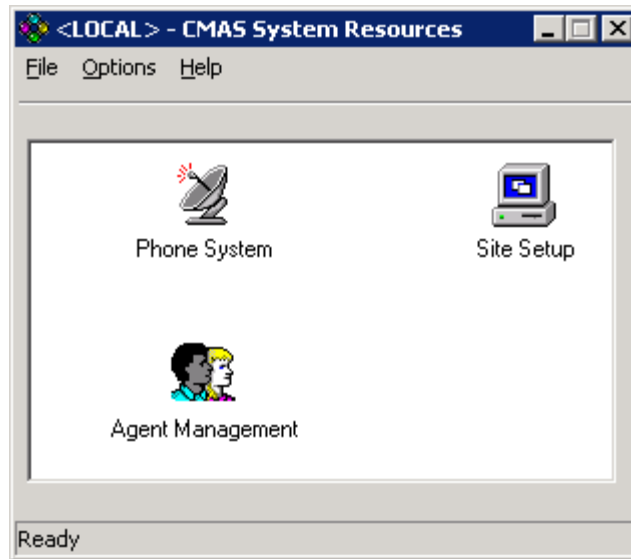 <LOCAL> - CMAS System Resources
File Options Help
Phone System
Site Setup
Agent Management
Ready